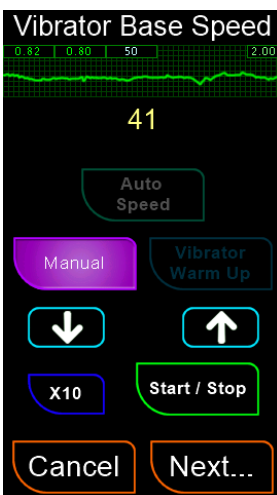 Vibrator Base Speed
0.82 0.80 50 2.00
41
Auto
Speed
Manual
Vibrator
Warm Up
X10
Start / Stop
Cancel
Next...